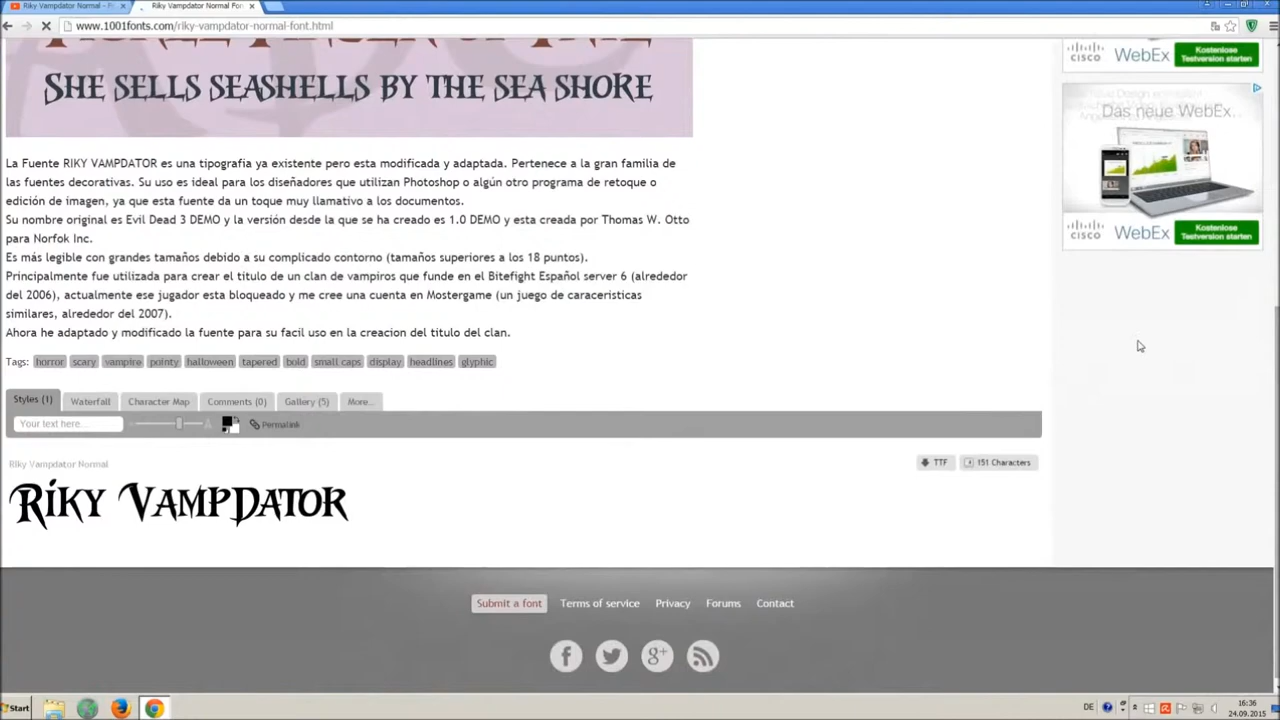 Riky Vampdator Normal - F
Riky Vampdator Normal Fon
www.1001fonts.com/riky-vampdator-normal-font.html
SHE SELLS SEASHELLS BY THE SEA SHORE
CISCO WebEx Kostenlose Testversion starten
Das neue WebEx.
CISCO WebEx Kostenlose Testversion starten
La Fuente RIKY VAMPDATOR es una tipografia ya existente pero esta modificada y adaptada. Pertenece a la gran familia de
las fuentes decorativas. Su uso es ideal para los diseñadores que utilizan Photoshop o algún otro programa de retoque o
edición de imagen, ya que esta fuente da un toque muy llamativo a los documentos.
Su nombre original es Evil Dead 3 DEMO y la versión desde la que se ha creado es 1.0 DEMO y esta creada por Thomas W. Otto
para Norfok Inc.
Es más legible con grandes tamaños debido a su complicado contorno (tamaños superiores a los 18 puntos).
Principalmente fue utilizada para crear el titulo de un clan de vampiros que funde en el Bitefight Español server 6 (alrededor
del 2006), actualmente ese jugador esta bloqueado y me cree una cuenta en Mostergame (un juego de caraceristicas
similares, alrededor del 2007).
Ahora he adaptado y modificado la fuente para su facil uso en la creacion del titulo del clan.
Tags: horror scary vampire pointy halloween tapered bold small caps display headlines glyphic
Styles (1) Waterfall Character Map Comments (0) Gallery (5) More...
Your text here... Permalink
Riky Vampdator Normal TTF 151 Characters
RÍKY VAMPDATOR
Submit a font Terms of service Privacy Forums Contact
Start DE 16:36
24.09.2015